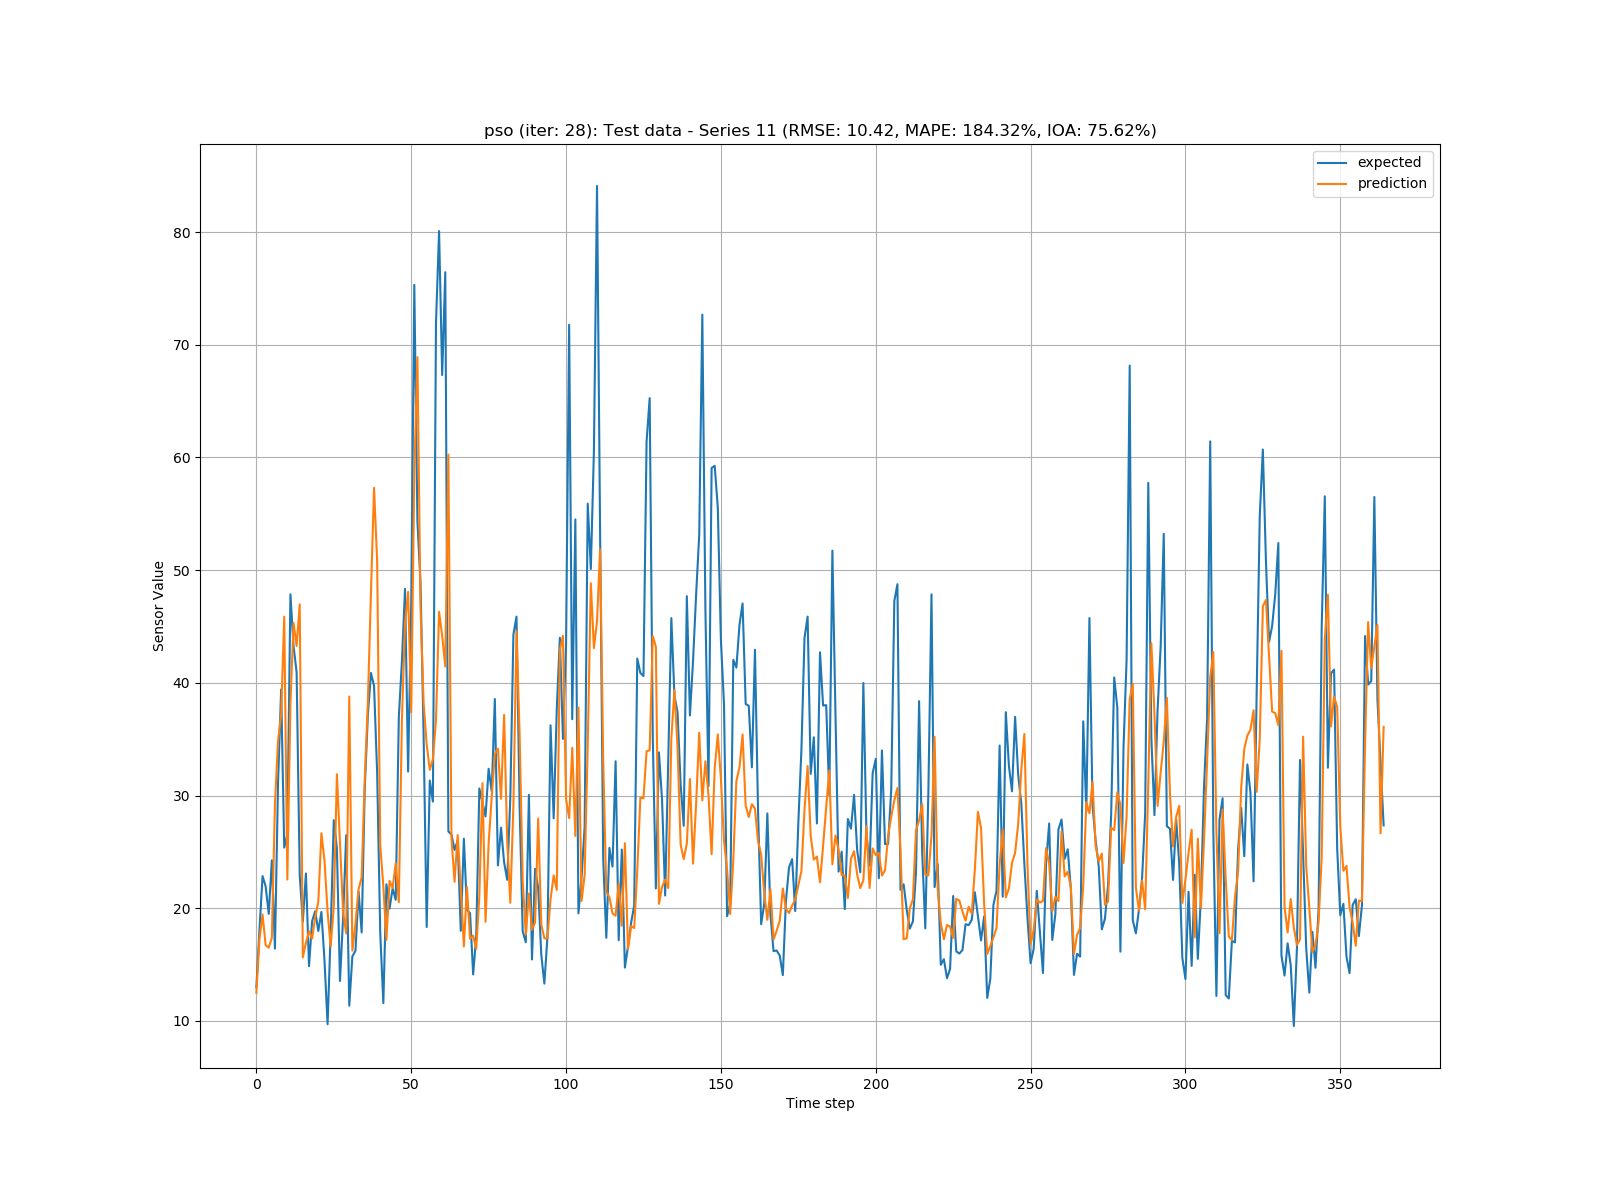 pso (iter: 28): Test data - Series 11 (RMSE: 10.42, MAPE: 184.32%, IOA: 75.62%)
expected
prediction
80
70
60
50
40
30
20
10
Sensor Value
0 50 100 150 200 250 300 350
Time step